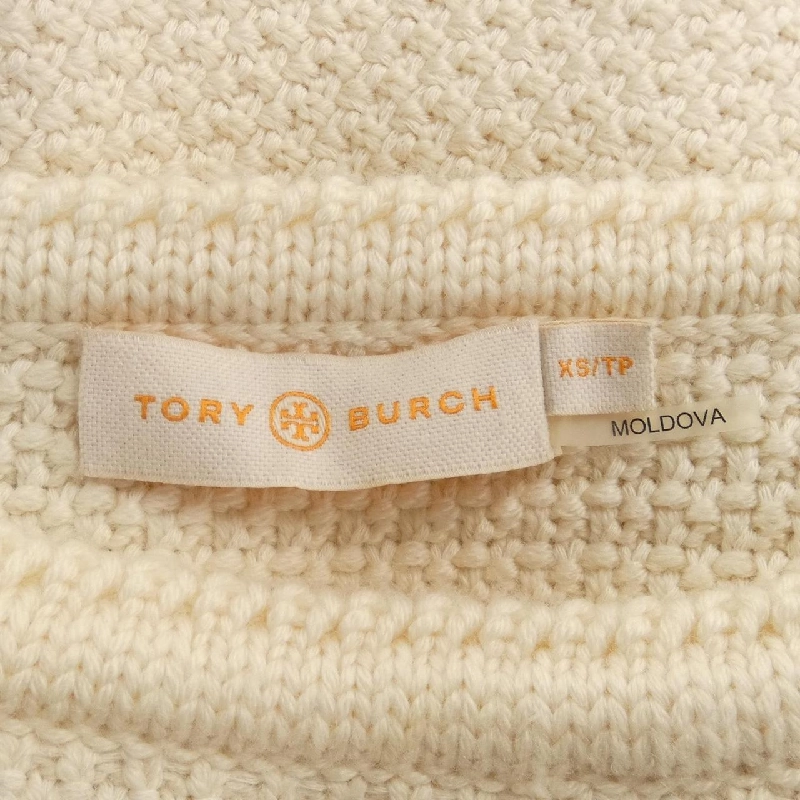 TORY BURCH
XS/TP
MOLDOVA